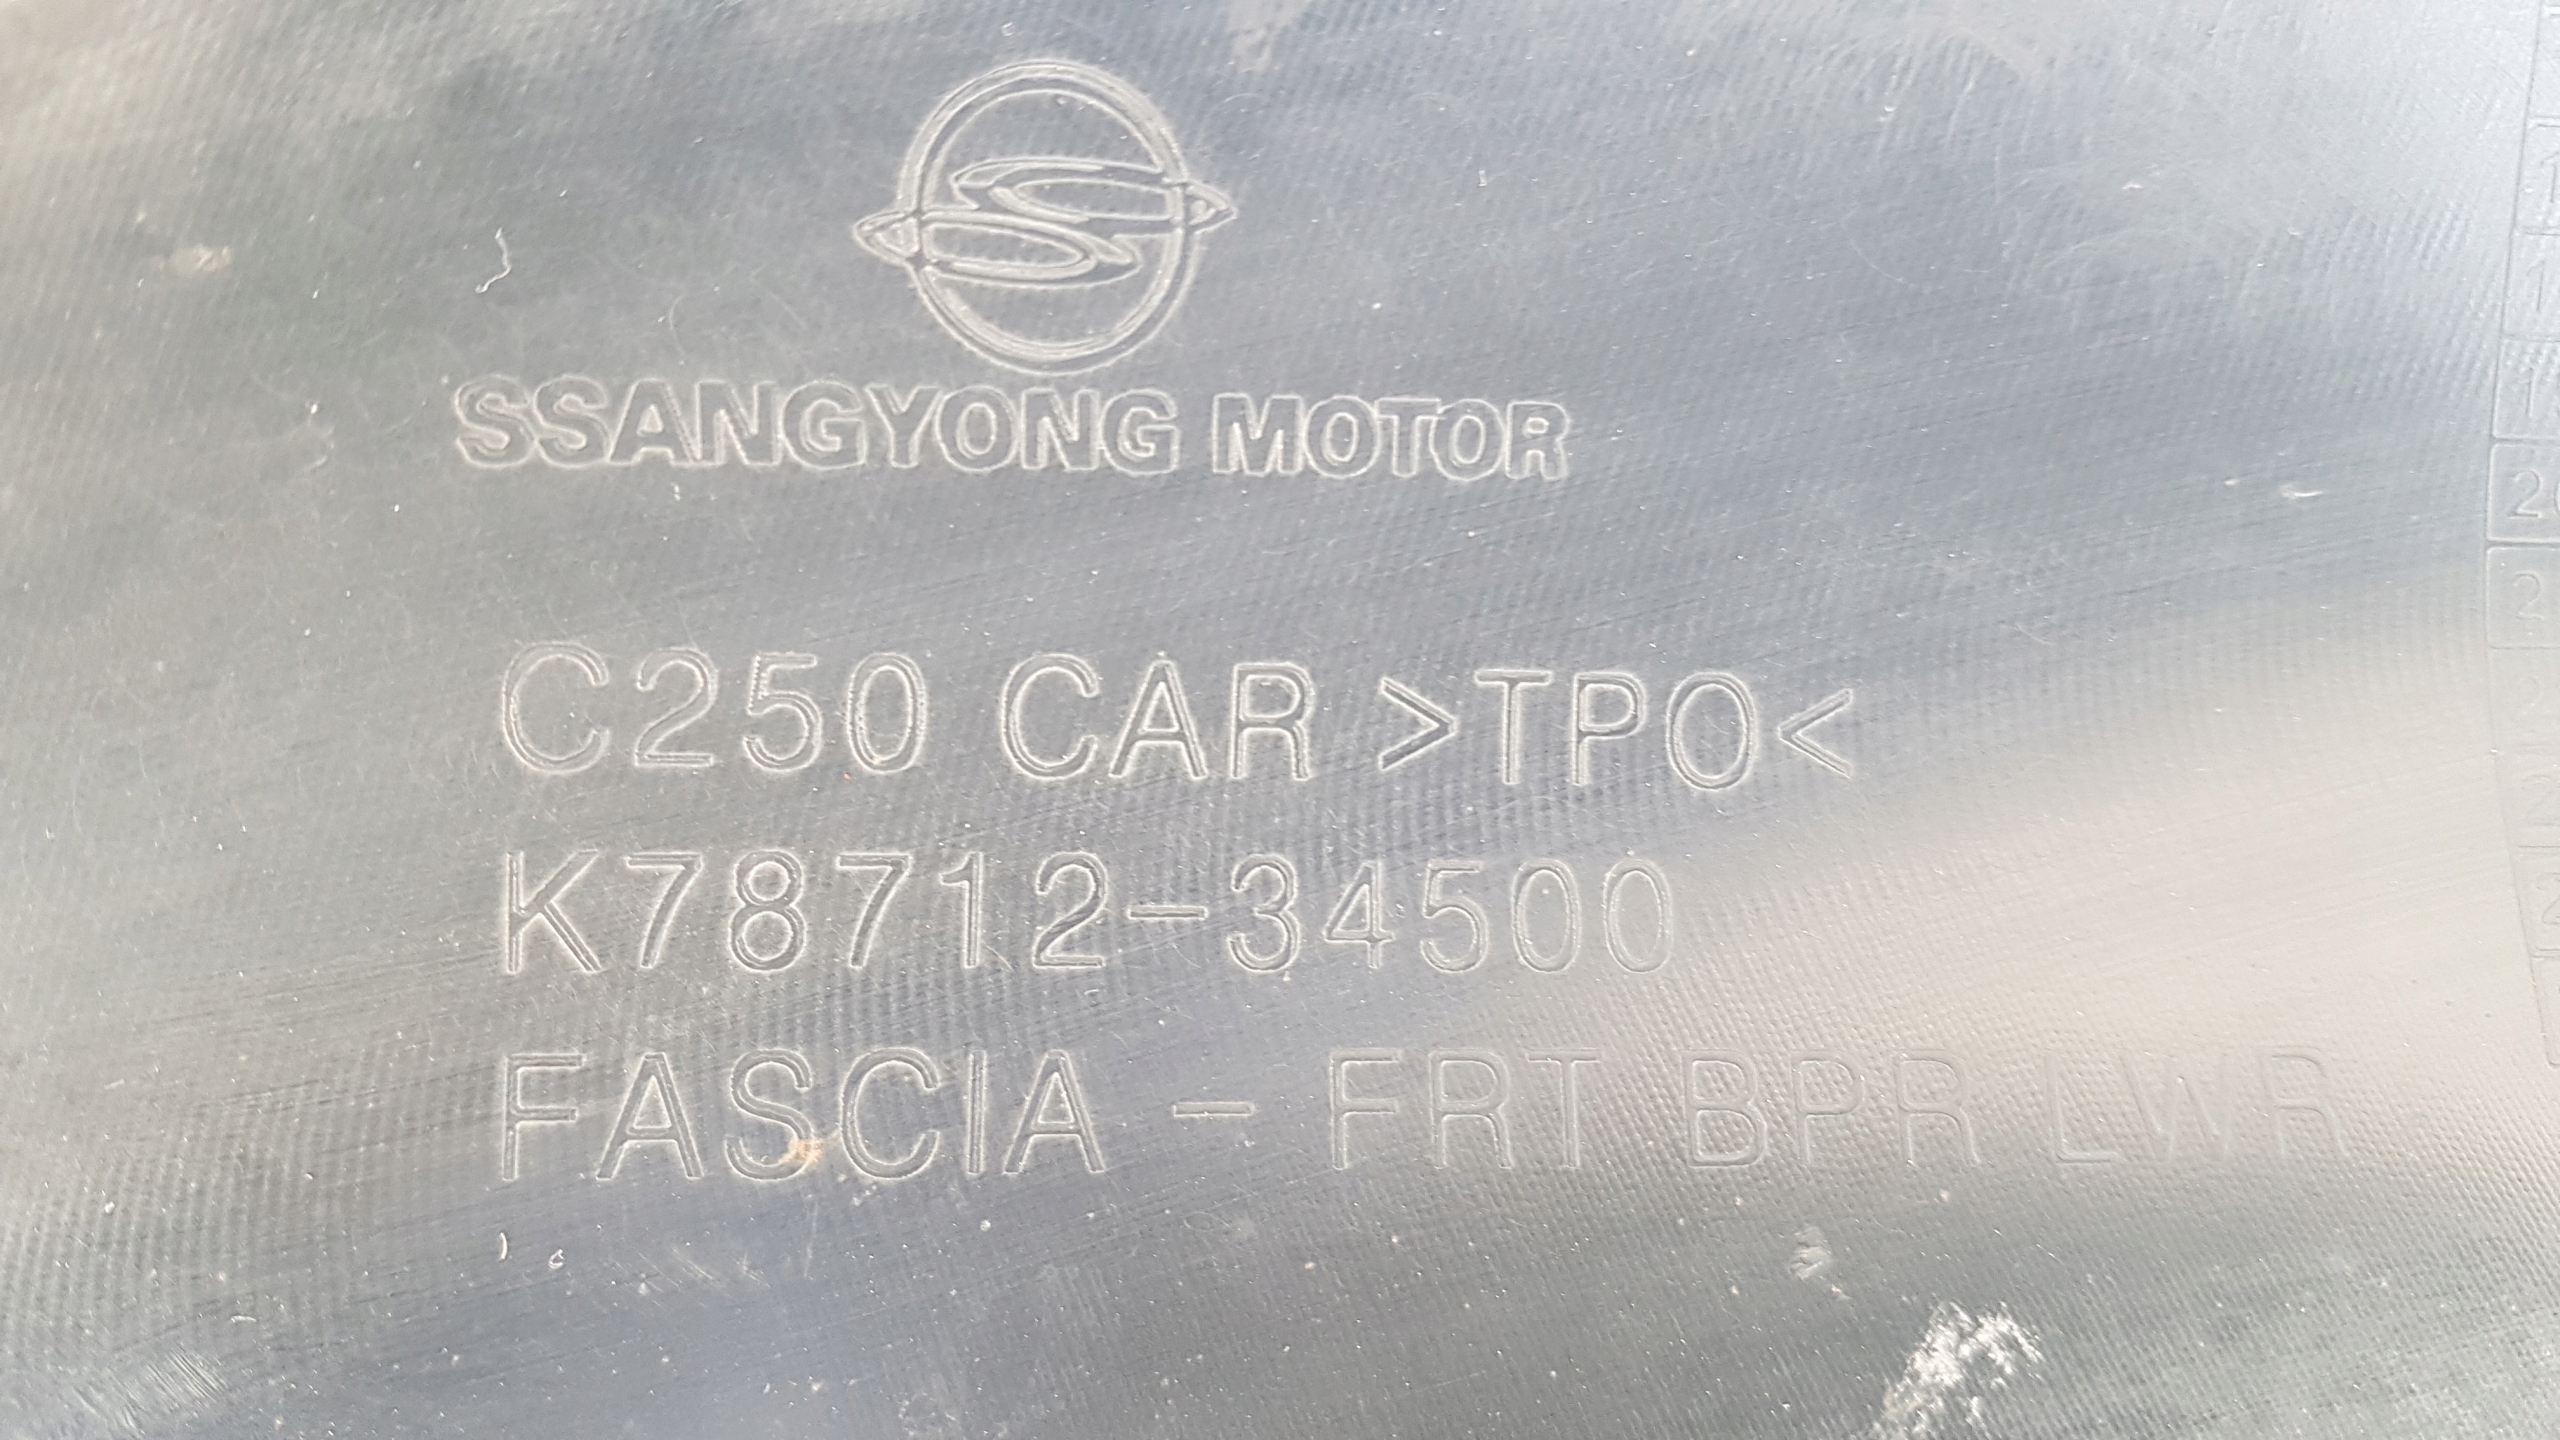 SSANGYONG MOTOR
C250 CAR >TPO<
K78712-34500
FASCIA - FRT BPR LWR